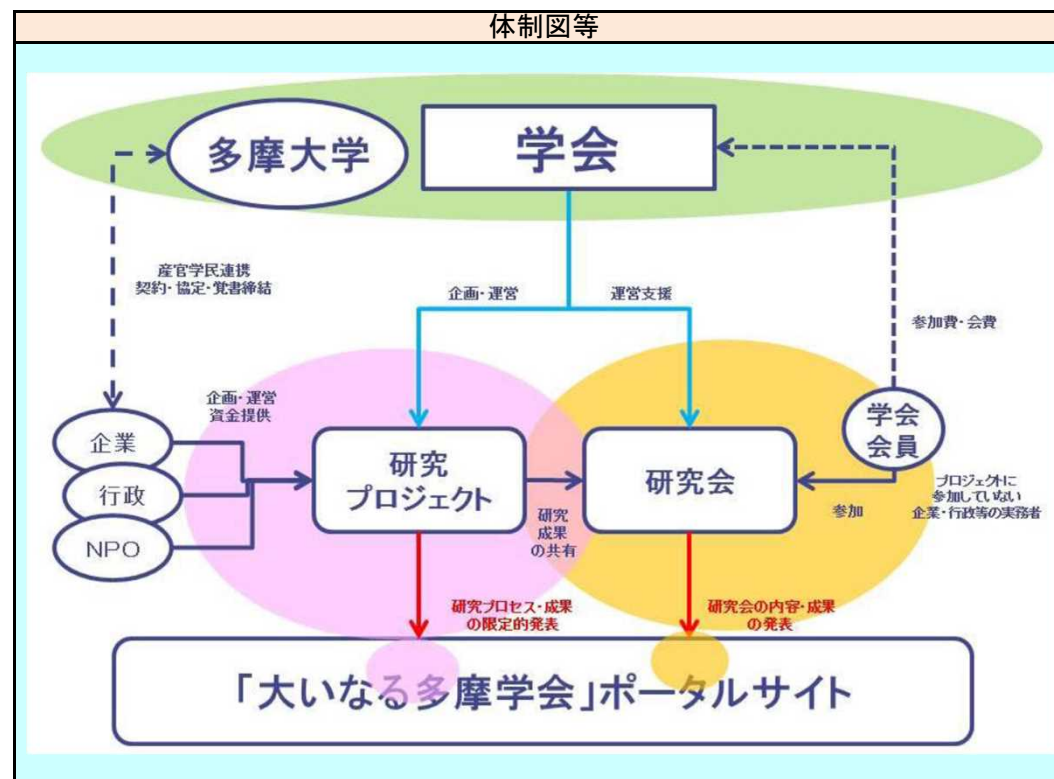 体制図等
多摩大学
学会
産官学民連携
契約・協定・覚書締結
企画・運営
運営支援
参加費・会費
企画・運営
資金提供
企業
行政
NPO
研究
プロジェクト
研究会
学会
会員
研究
成果
の共有
参加
プロジェクトに
参加していない
企業・行政等の実務者
研究プロセス・成果
の限定的発表
研究会の内容・成果
の発表
「大いなる多摩学会」ポータルサイト